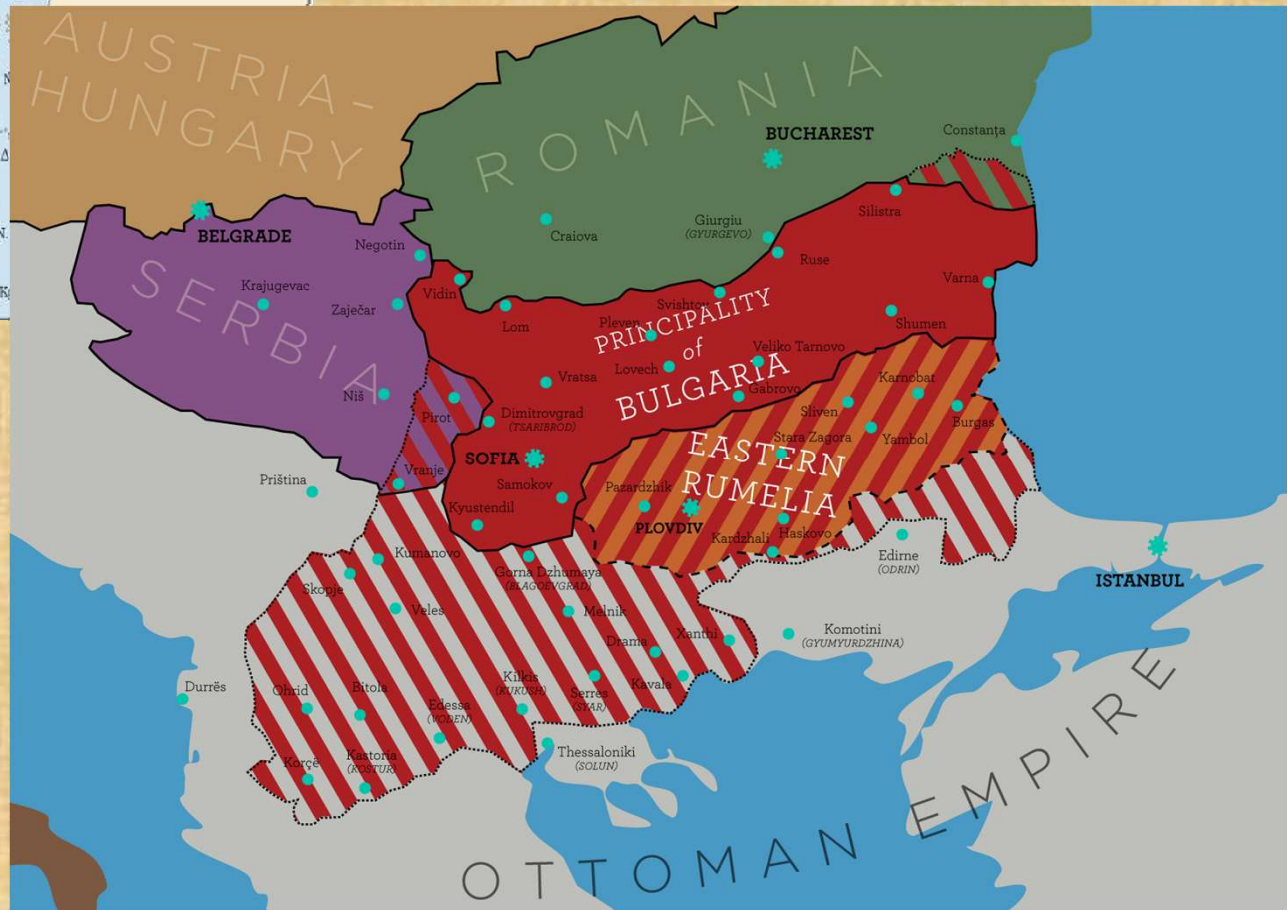 AUSTRIA-
HUNGARY
ROMANIA
BUCHAREST
Constanța
BELGRADE
Craiova
Giurgiu
(GYURGEVO)
Silistra
Negotin
Ruse
SERBIA
Krajugevac
Zaječar
Vidin
Lom
Svishtov
Varna
Pleven
PRINCIPALITY
of
BULGARIA
Shumen
Veliko Tarnovo
Lovech
Vratsa
Gabrovo
Karnobat
Niš
Pirot
Dimitrovgrad
(TSARIBROD)
Sliven
Burgas
Stara Zagora
Yambol
EASTERN
RUMELIA
SOFIA
Vranje
Priština
Samokov
Pazardzhik
PLOVDIV
Kyustendil
Kardzhali
Haskovo
Edirne
(ODRIN)
ISTANBUL
Kumanovo
Skopje
Gorna Dzhumaya
(BLAGOEVGRAD)
Veles
Melnik
Drama
Xanthi
Komotini
(GYUMYURDZHINA)
Durrës
Ohrid
Bitola
Edessa
(VODEN)
Kilkis
(KUKUSH)
Serres
(SYAR)
Kavala
Korçë
Kastoria
(KOSTUR)
Thessaloniki
(SOLUN)
OTTOMAN EMPIRE